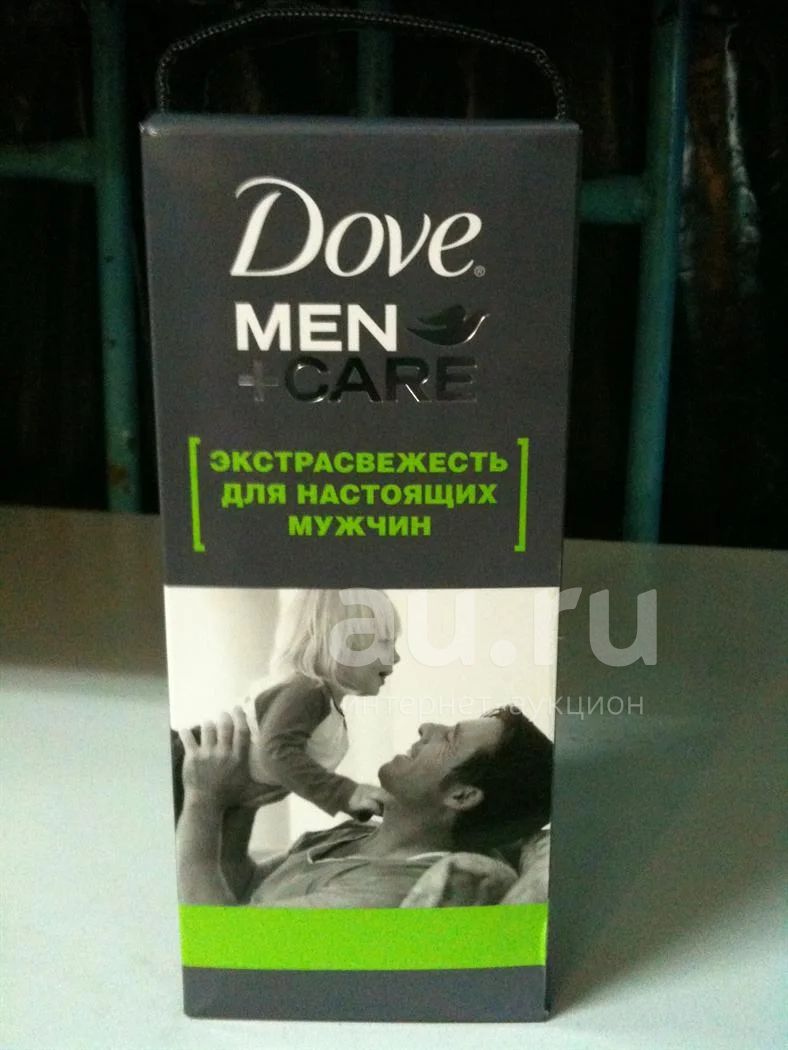 Dove®
MEN
+CARE
[ЭКСТРАСВЕЖЕСТЬ
ДЛЯ НАСТОЯЩИХ
МУЖЧИН]
au.ru
интернет-аукцион